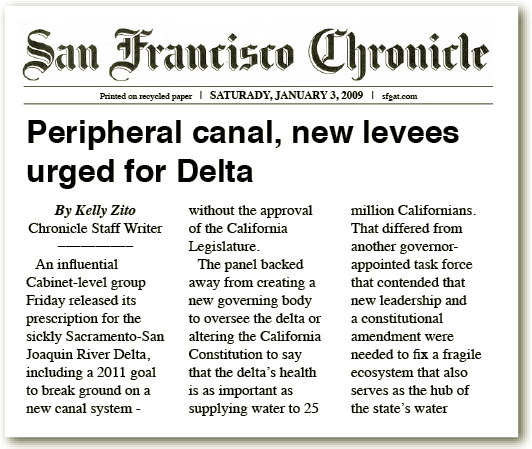 San Francisco Chronicle
Printed on recycled paper | SATURADY, JANUARY 3, 2009 | sfgat.com
Peripheral canal, new levees
urged for Delta
By Kelly Zito
Chronicle Staff Writer
An influential
Cabinet-level group
Friday released its
prescription for the
sickly Sacramento-San
Joaquin River Delta,
including a 2011 goal
to break ground on a
new canal system -
without the approval
of the California
Legislature.
The panel backed
away from creating a
new governing body
to oversee the delta or
altering the California
Constitution to say
that the delta's health
is as important as
supplying water to 25
million Californians.
That differed from
another governor-
appointed task force
that contended that
new leadership and
a constitutional
amendment were
needed to fix a fragile
ecosystem that also
serves as the hub of
the state's water